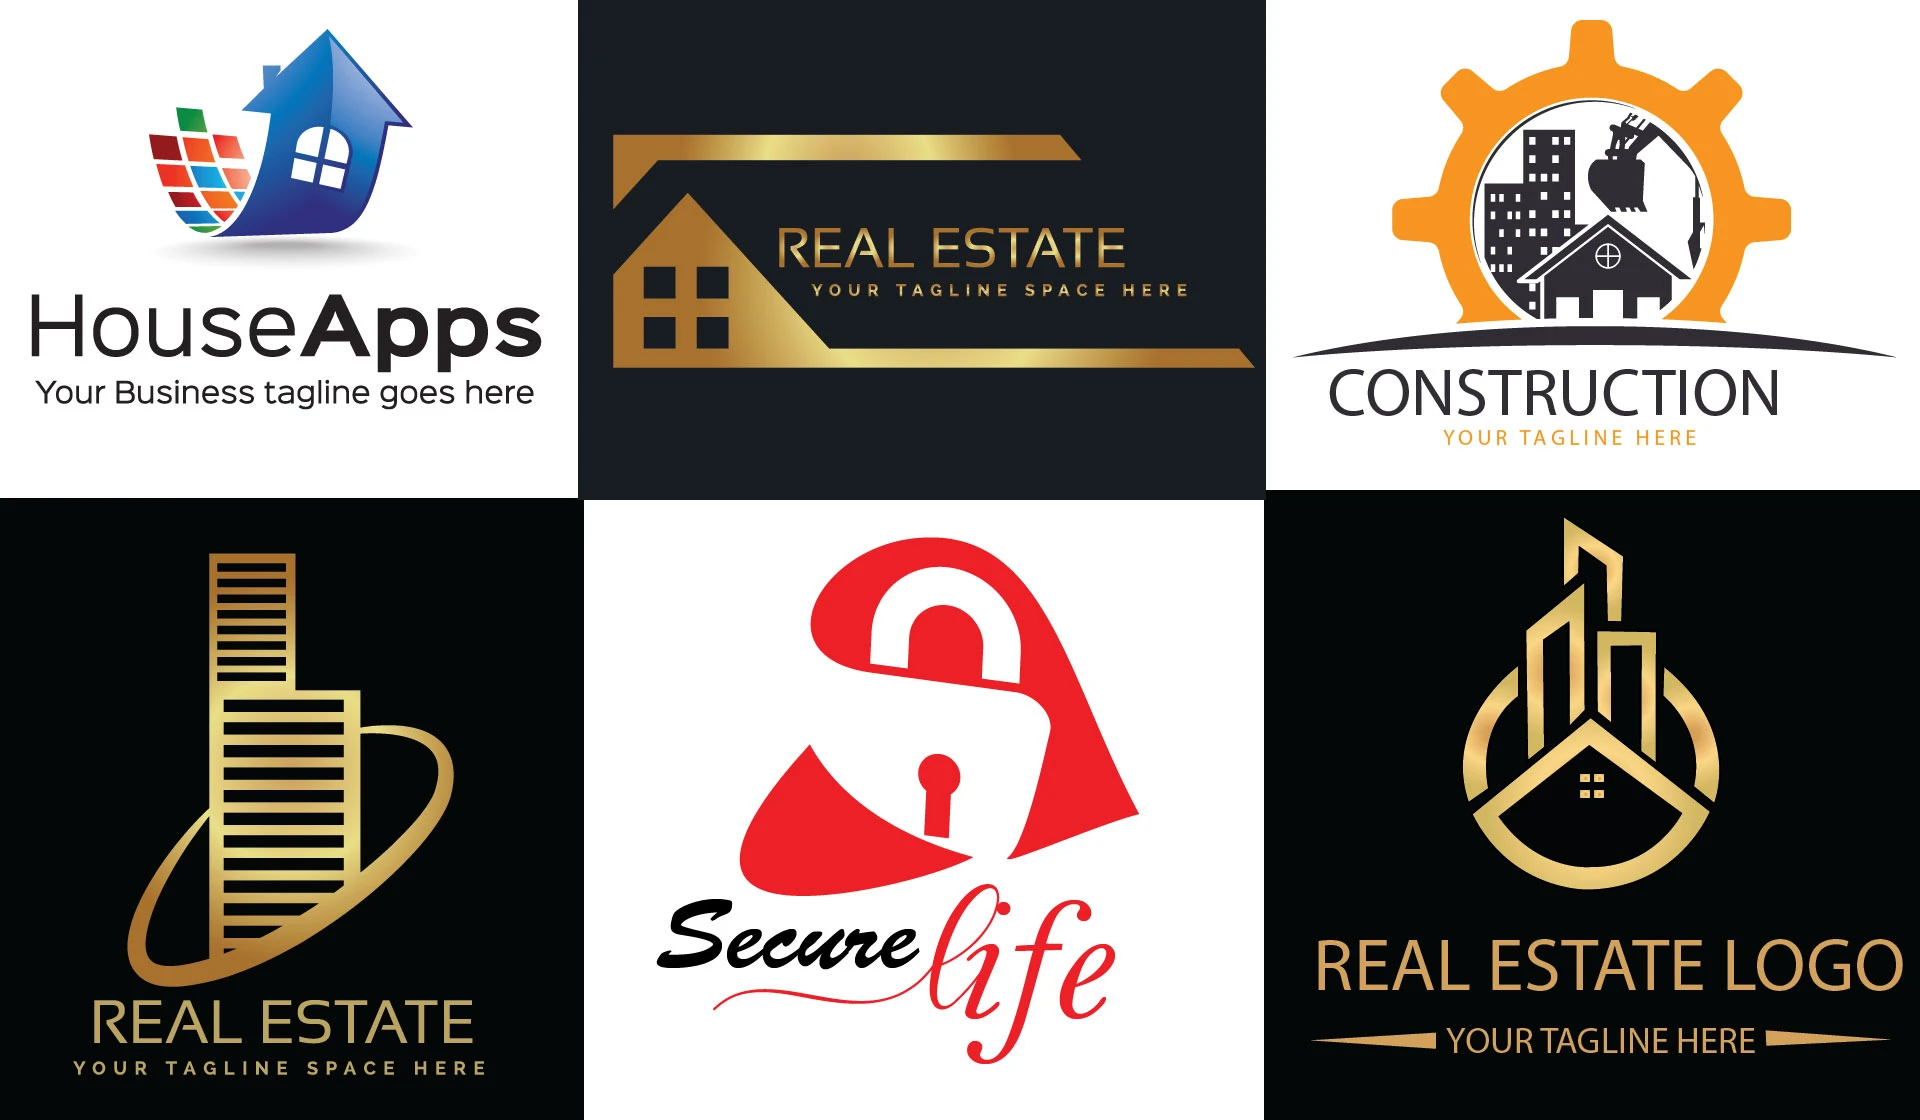 HouseApps
Your Business tagline goes here
REAL ESTATE
YOUR TAGLINE SPACE HERE
CONSTRUCTION
YOUR TAGLINE HERE
REAL ESTATE
YOUR TAGLINE SPACE HERE
Secure life
REAL ESTATE LOGO
YOUR TAGLINE HERE